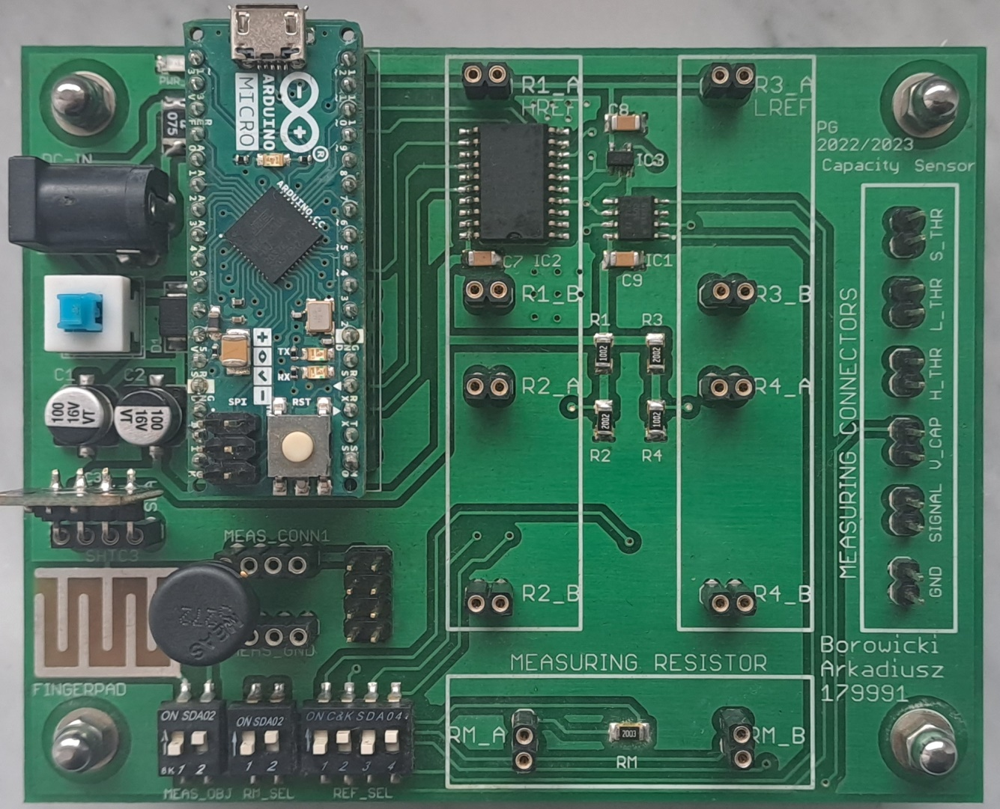 PWR
075
DC-IN
ARDUINO
MICRO
ARDUINO.CC
TX
RX
SPI
RST
D1
C1
C2
100
16V
VT
100
16V
VT
C3
SHTC3
R1_A
HREF
C8
IC3
R3_A
LREF
PG
2022/2023
Capacity Sensor
C7
IC2
IC1
C9
R1_B
R3_B
R1
R3
1002
2002
R2_A
R4_A
2002
1002
R2
R4
S_THR
L_THR
H_THR
V_CAP
SIGNAL
GND
MEASURING CONNECTORS
MEAS_CONN1
R2_B
R4_B
MEAS_GND
FINGERPAD
MEASURING RESISTOR
Borowicki
Arkadiusz
179991
ON SDA02
1 2
MEAS_OBJ
ON SDA02
1 2
RM_SEL
ON C&K SDA04
1 2 3 4
REF_SEL
RM_A
2003
RM
RM_B